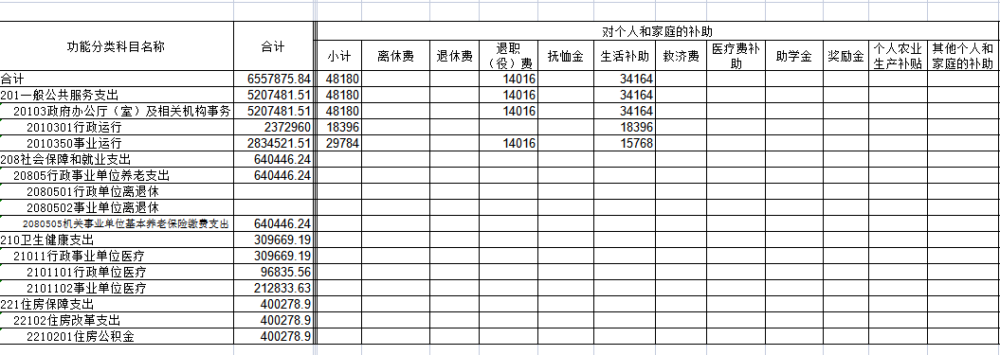 对个人和家庭的补助
功能分类科目名称 合计 小计 离休费 退休费 退职（役）费 抚恤金 生活补助 救济费 医疗费补助 助学金 奖励金 个人农业生产补贴 其他个人和家庭的补助
合计 6557875.84 48180 14016 34164
201一般公共服务支出 5207481.51 48180 14016 34164
20103政府办公厅（室）及相关机构事务 5207481.51 48180 14016 34164
2010301行政运行 2372960 18396 18396
2010350事业运行 2834521.51 29784 14016 15768
208社会保障和就业支出 640446.24
20805行政事业单位养老支出 640446.24
2080501行政单位离退休
2080502事业单位离退休
2080505机关事业单位基本养老保险缴费支出 640446.24
210卫生健康支出 309669.19
21011行政事业单位医疗 309669.19
2101101行政单位医疗 96835.56
2101102事业单位医疗 212833.63
221住房保障支出 400278.9
22102住房改革支出 400278.9
2210201住房公积金 400278.9